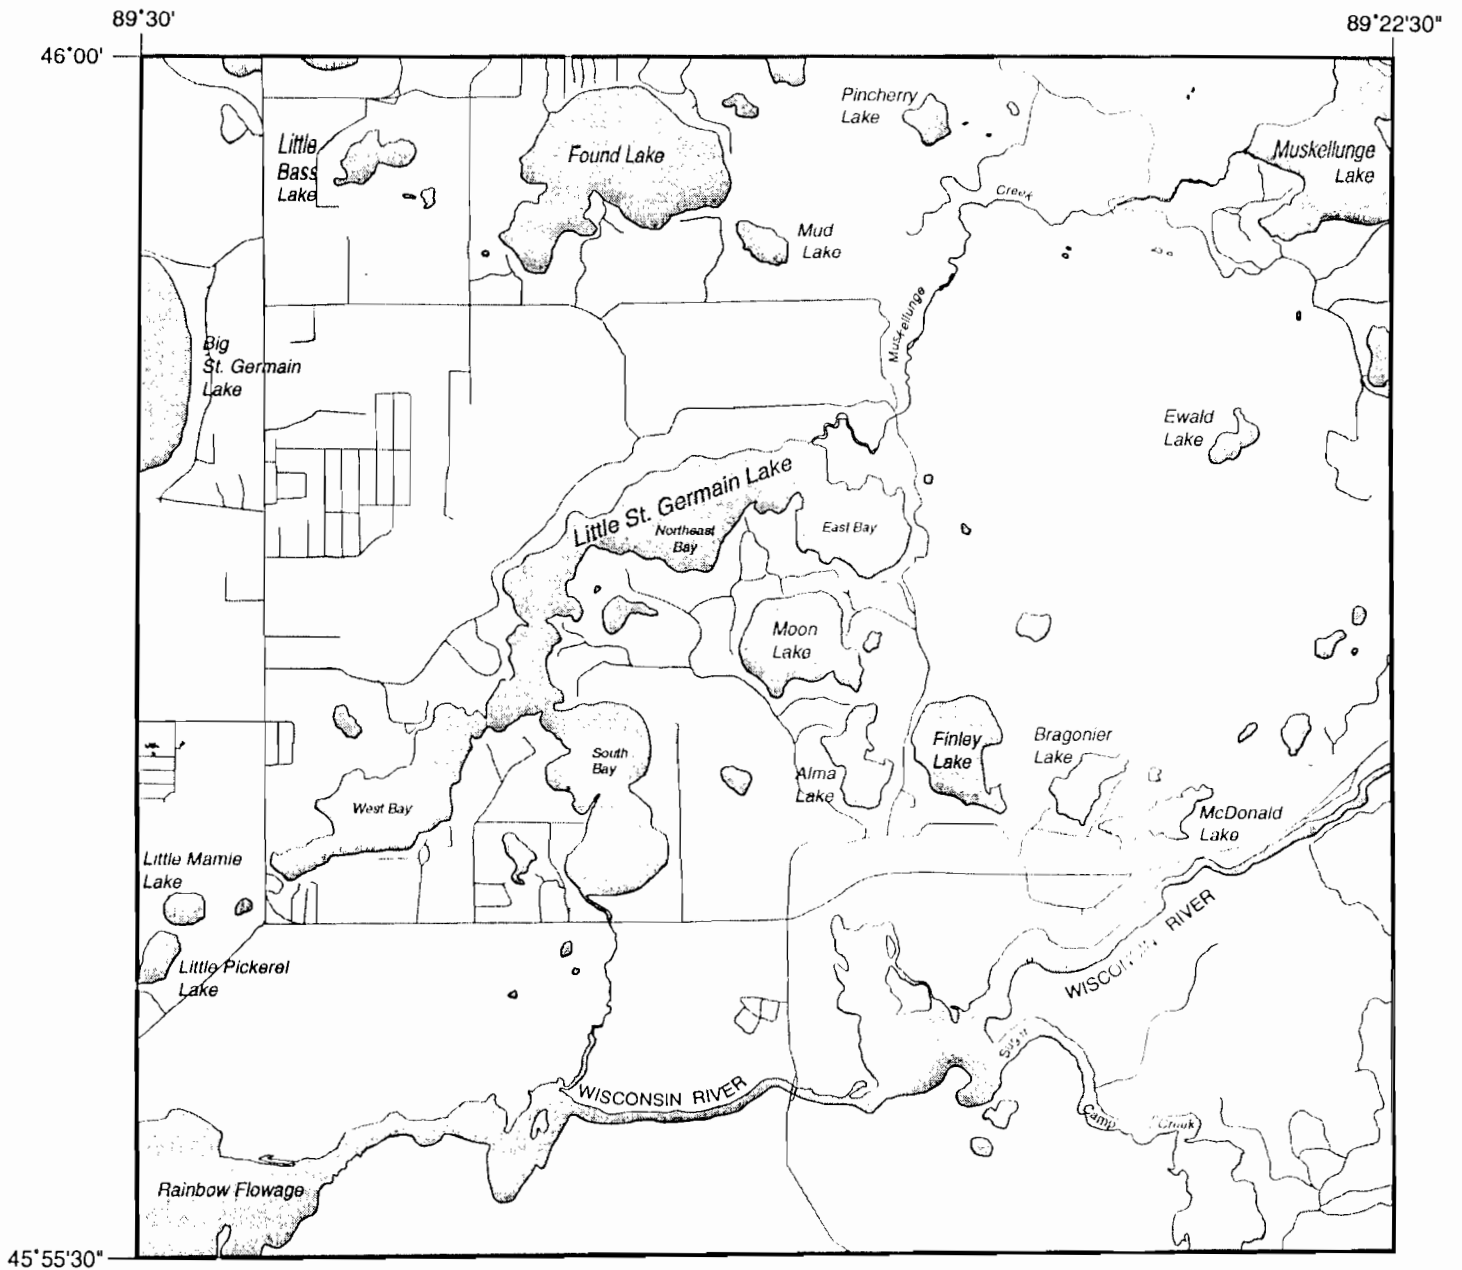 89°30'
89°22'30"
46°00'
Pincherry
Lake
Little
Bass
Lake
Found Lake
Muskellunge
Lake
Creek
Mud
Lake
Muskellunge
Big
St. Germain
Lake
Ewald
Lake
Little St. Germain Lake
Northeast
Bay
East Bay
Moon
Lake
Finley
Lake
Bragonier
Lake
South
Bay
Alma
Lake
West Bay
McDonald
Lake
Little Mamie
Lake
WISCONSIN RIVER
Little Pickerel
Lake
Sugar
WISCONSIN RIVER
Camp
Creek
Rainbow Flowage
45°55'30"